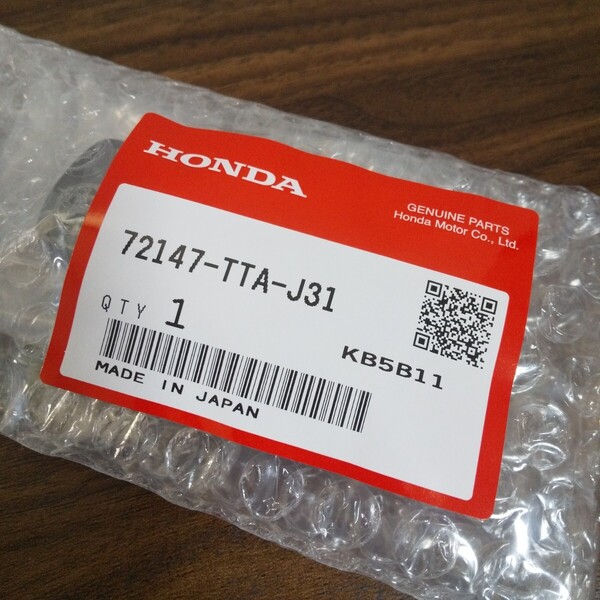 HONDA
GENUINE PARTS
Honda Motor Co., Ltd.
72147-TTA-J31
QTY 1
KB5B11
MADE IN JAPAN